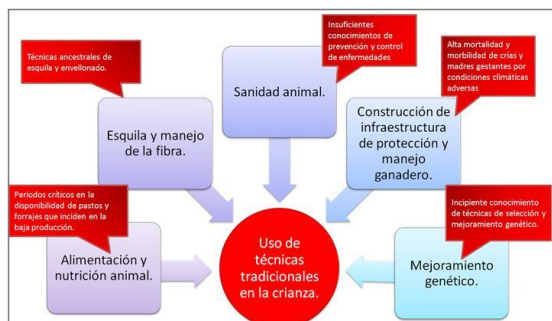 Insuficientes
conocimientos de
prevención y control
de enfermedades
Técnicas ancestrales de
esquila y envellonado.
Alta mortalidad y
morbilidad de crías y
madres gestantes por
condiciones climáticas
adversas
Sanidad animal.
Esquila y manejo
de la fibra.
Construcción de
infraestructura
de protección y
manejo
ganadero.
Periodos críticos en la
disponibilidad de pastos y
forrajes que inciden en la
baja producción.
Incipiente conocimiento
de técnicas de selección y
mejoramiento genético.
Alimentación y
nutrición animal.
Uso de
técnicas
tradicionales
en la crianza.
Mejoramiento
genético.